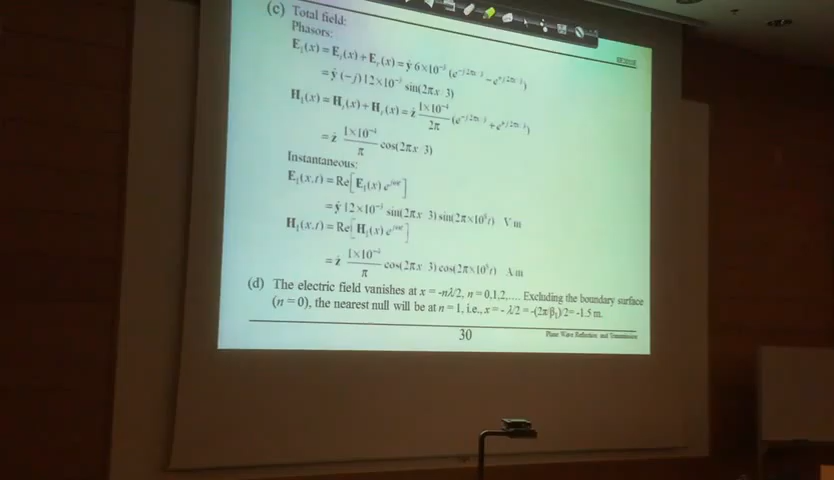 (c) Total field:
Phasors:
E₁(x) = Eᵢ(x) + Eᵣ(x) = ŷ 6×10⁻³ (e^(-j2πx/3) − e^(+j2πx/3))
= ŷ (−j) 12×10⁻³ sin(2πx/3)
H₁(x) = Hᵢ(x) + Hᵣ(x) = ẑ 1×10⁻⁴/2π (e^(-j2πx/3) + e^(+j2πx/3))
= ẑ 1×10⁻⁴/π cos(2πx/3)
Instantaneous:
E₁(x,t) = Re[E₁(x) e^(jωt)]
= ŷ 12×10⁻³ sin(2πx/3) sin(2π×10⁸t) V/m
H₁(x,t) = Re[H₁(x) e^(jωt)]
= ẑ 1×10⁻⁴/π cos(2πx/3) cos(2π×10⁸t) A/m
(d) The electric field vanishes at x = -nλ/2, n = 0,1,2,.... Excluding the boundary surface
(n = 0), the nearest null will be at n = 1, i.e., x = - λ/2 = -(2π/β₁)/2= -1.5 m.
30
Plane Wave Reflection and Transmission